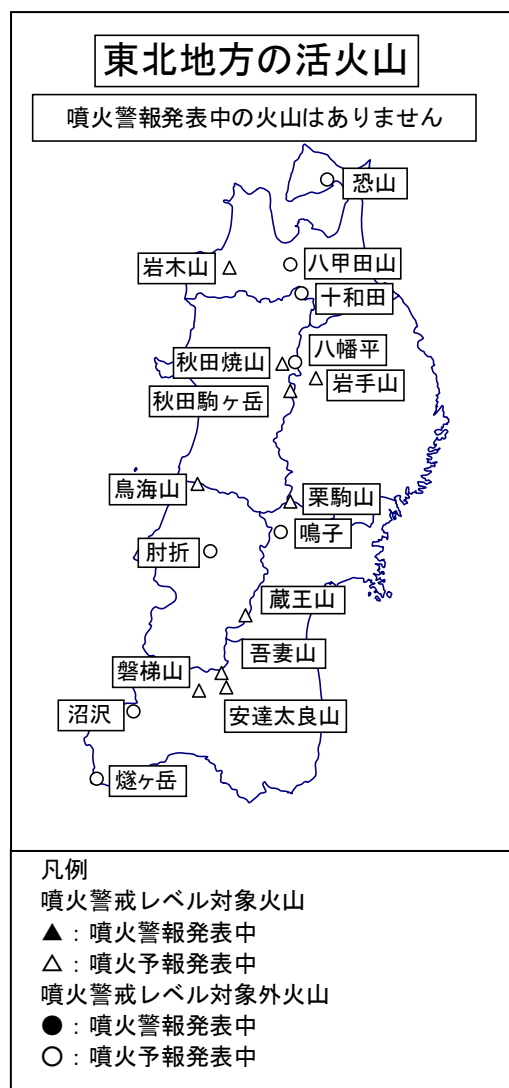 東北地方の活火山
噴火警報発表中の火山はありません
恐山
岩木山
八甲田山
十和田
八幡平
秋田焼山
岩手山
秋田駒ヶ岳
鳥海山
栗駒山
鳴子
肘折
蔵王山
吾妻山
磐梯山
沼沢
安達太良山
燧ヶ岳
凡例
噴火警戒レベル対象火山
▲：噴火警報発表中
△：噴火予報発表中
噴火警戒レベル対象外火山
●：噴火警報発表中
○：噴火予報発表中